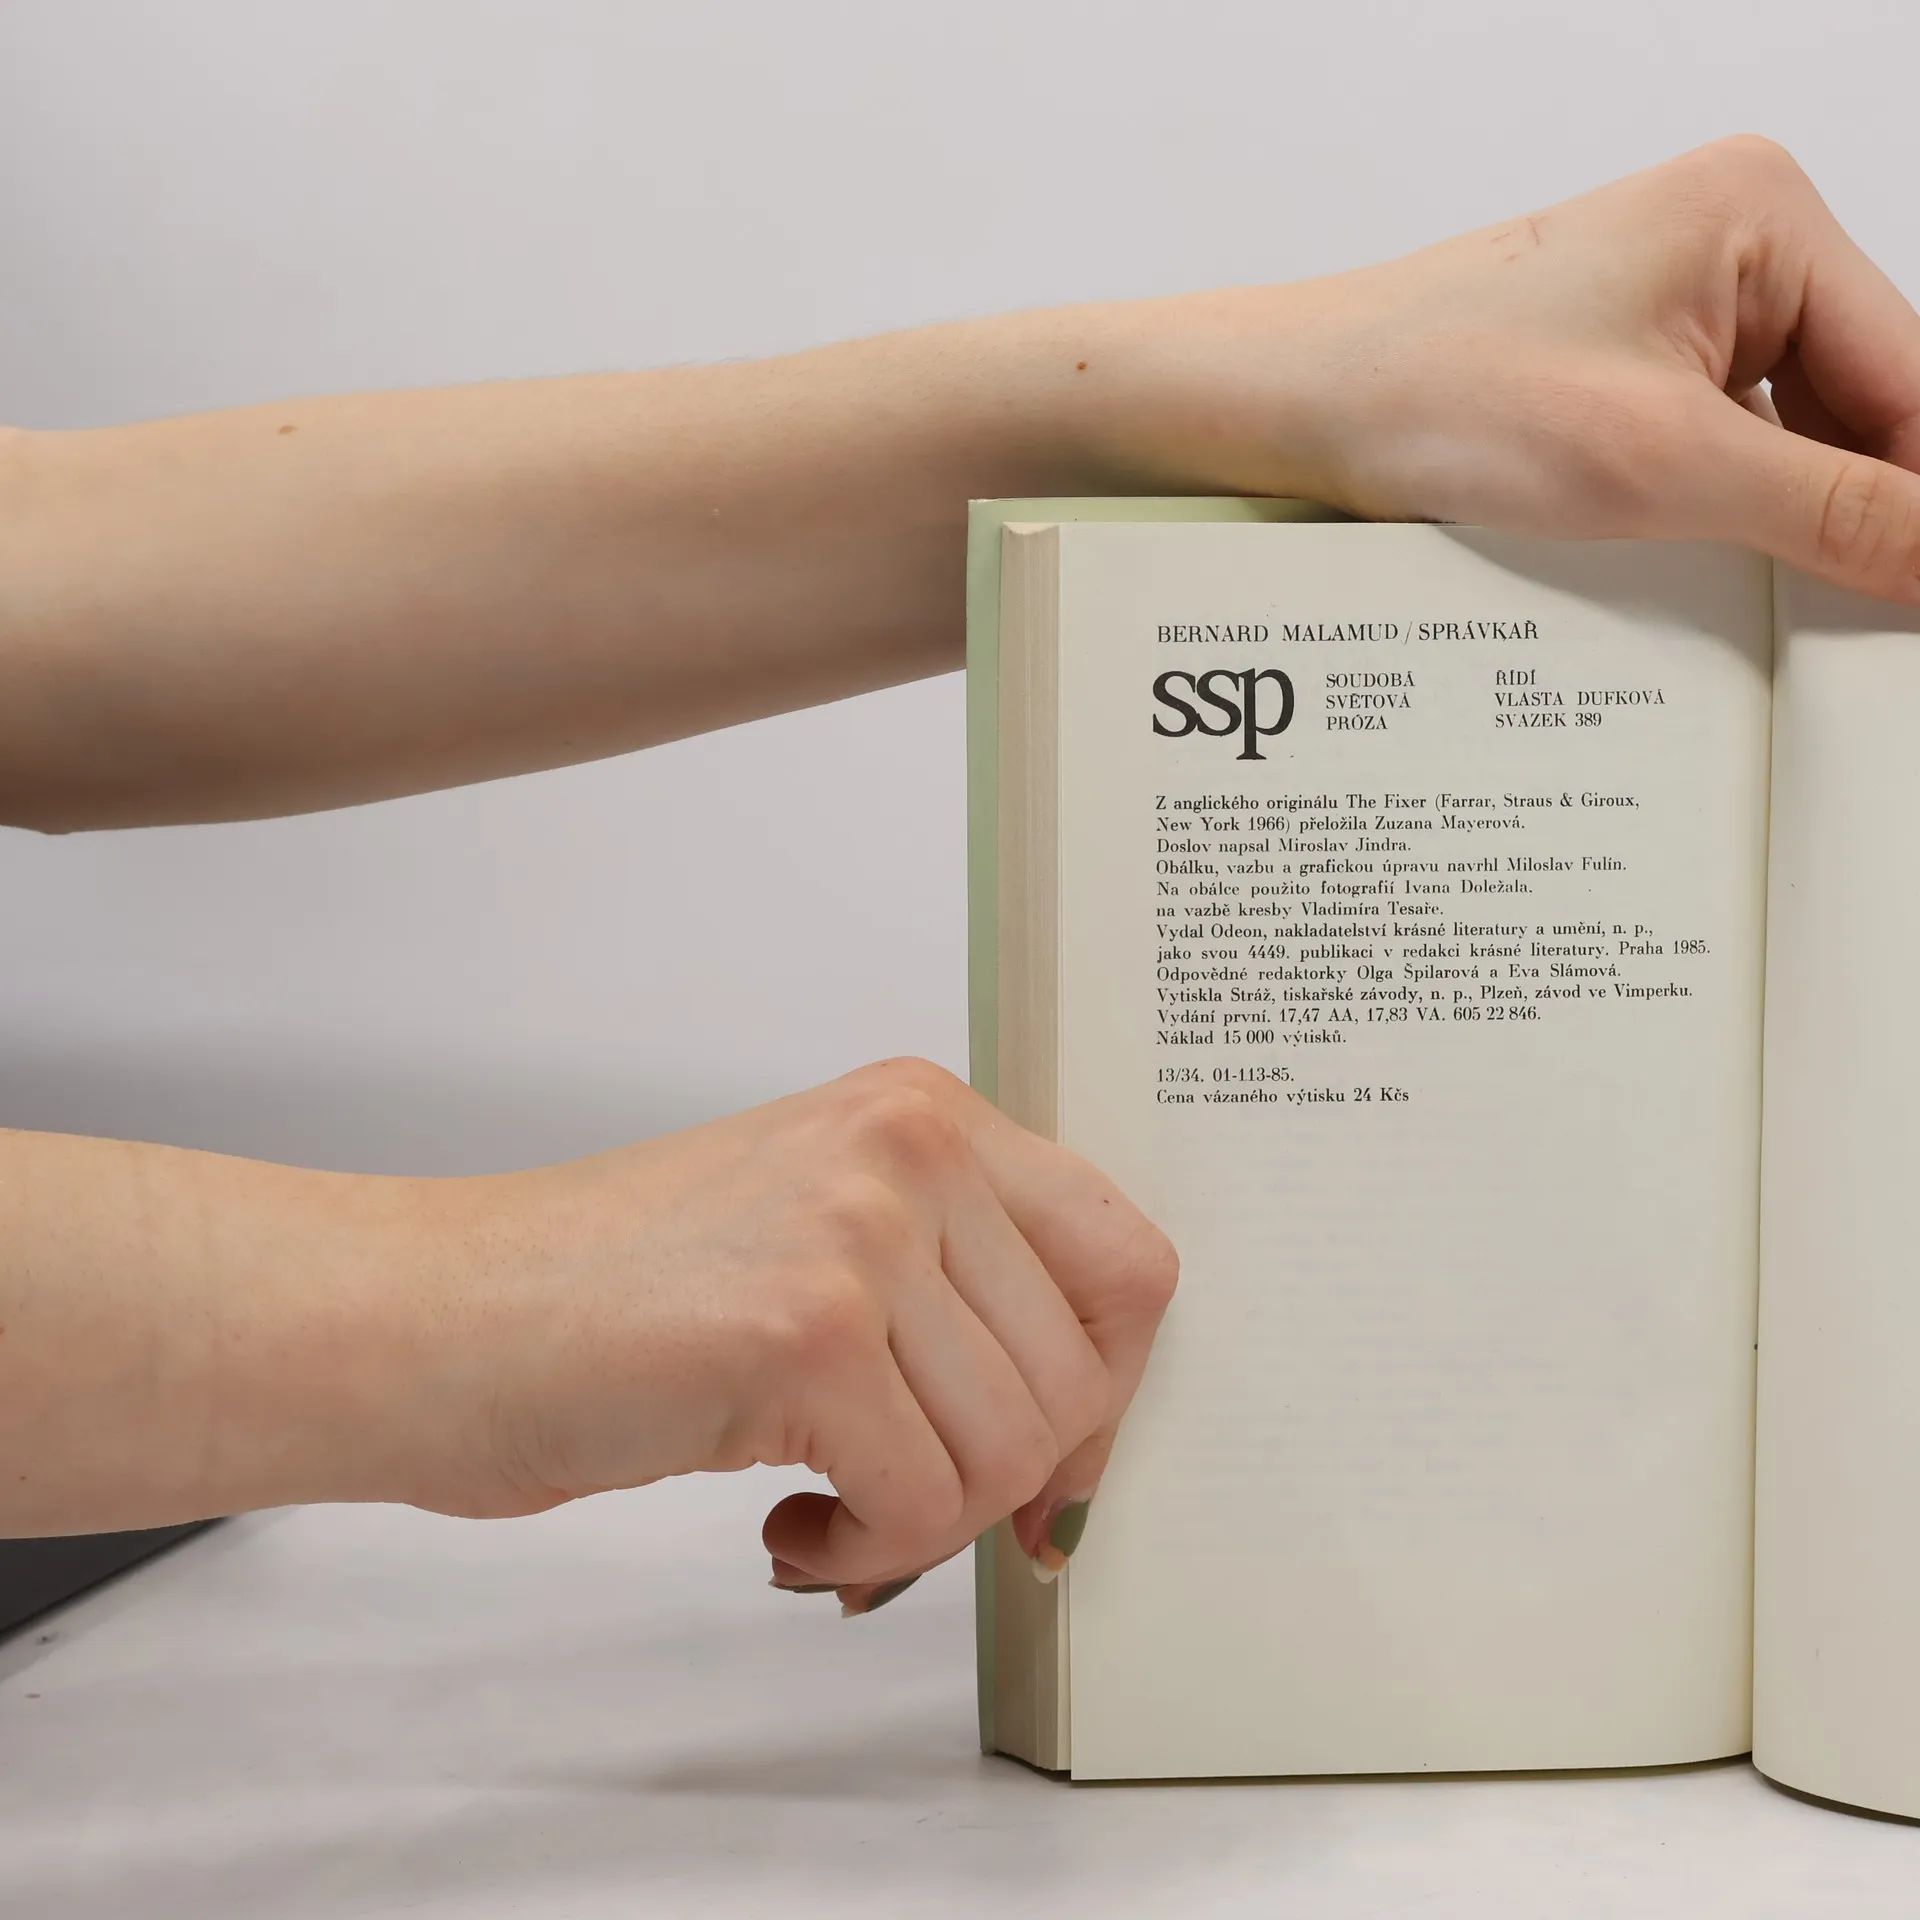 BERNARD MALAMUD / SPRÁVKAŘ
ssp
SOUDOBÁ
SVĚTOVÁ
PRÓZA
ŘÍDÍ
VLASTA DUFKOVÁ
SVAZEK 389
Z anglického originálu The Fixer (Farrar, Straus & Giroux,
New York 1966) přeložila Zuzana Mayerová.
Doslov napsal Miroslav Jindra.
Obálku, vazbu a grafickou úpravu navrhl Miloslav Fulín.
Na obálce použito fotografií Ivana Doležala.
na vazbě kresby Vladimíra Tesaře.
Vydal Odeon, nakladatelství krásné literatury a umění, n. p.,
jako svou 4449. publikaci v redakci krásné literatury. Praha 1985.
Odpovědné redaktorky Olga Špilarová a Eva Slámová.
Vytiskla Stráž, tiskařské závody, n. p., Plzeň, závod ve Vimperku.
Vydání první. 17,47 AA, 17,83 VA. 605 22 846.
Náklad 15 000 výtisků.
13/34. 01-113-85.
Cena vázaného výtisku 24 Kčs